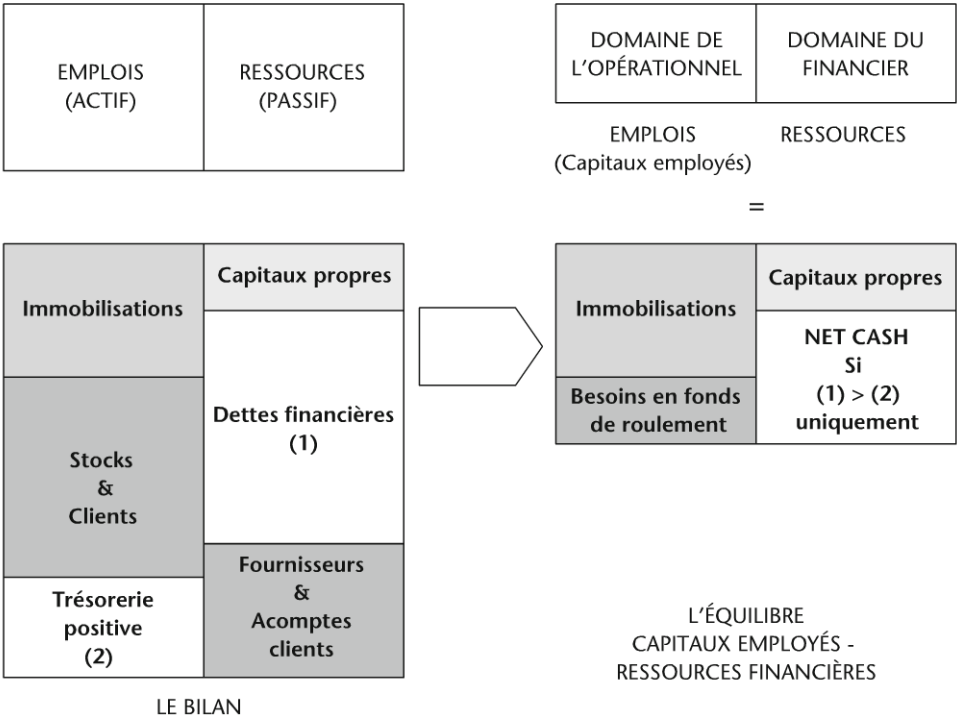 EMPLOIS
(ACTIF)
RESSOURCES
(PASSIF)
Immobilisations
Stocks
&
Clients
Trésorerie
positive
(2)
Capitaux propres
Dettes financières
(1)
Fournisseurs
&
Acomptes
clients
LE BILAN
DOMAINE DE
L’OPÉRATIONNEL
DOMAINE DU
FINANCIER
EMPLOIS
(Capitaux employés)
RESSOURCES
=
Immobilisations
Besoins en fonds
de roulement
Capitaux propres
NET CASH
Si
(1) > (2)
uniquement
L’ÉQUILIBRE
CAPITAUX EMPLOYÉS -
RESSOURCES FINANCIÈRES